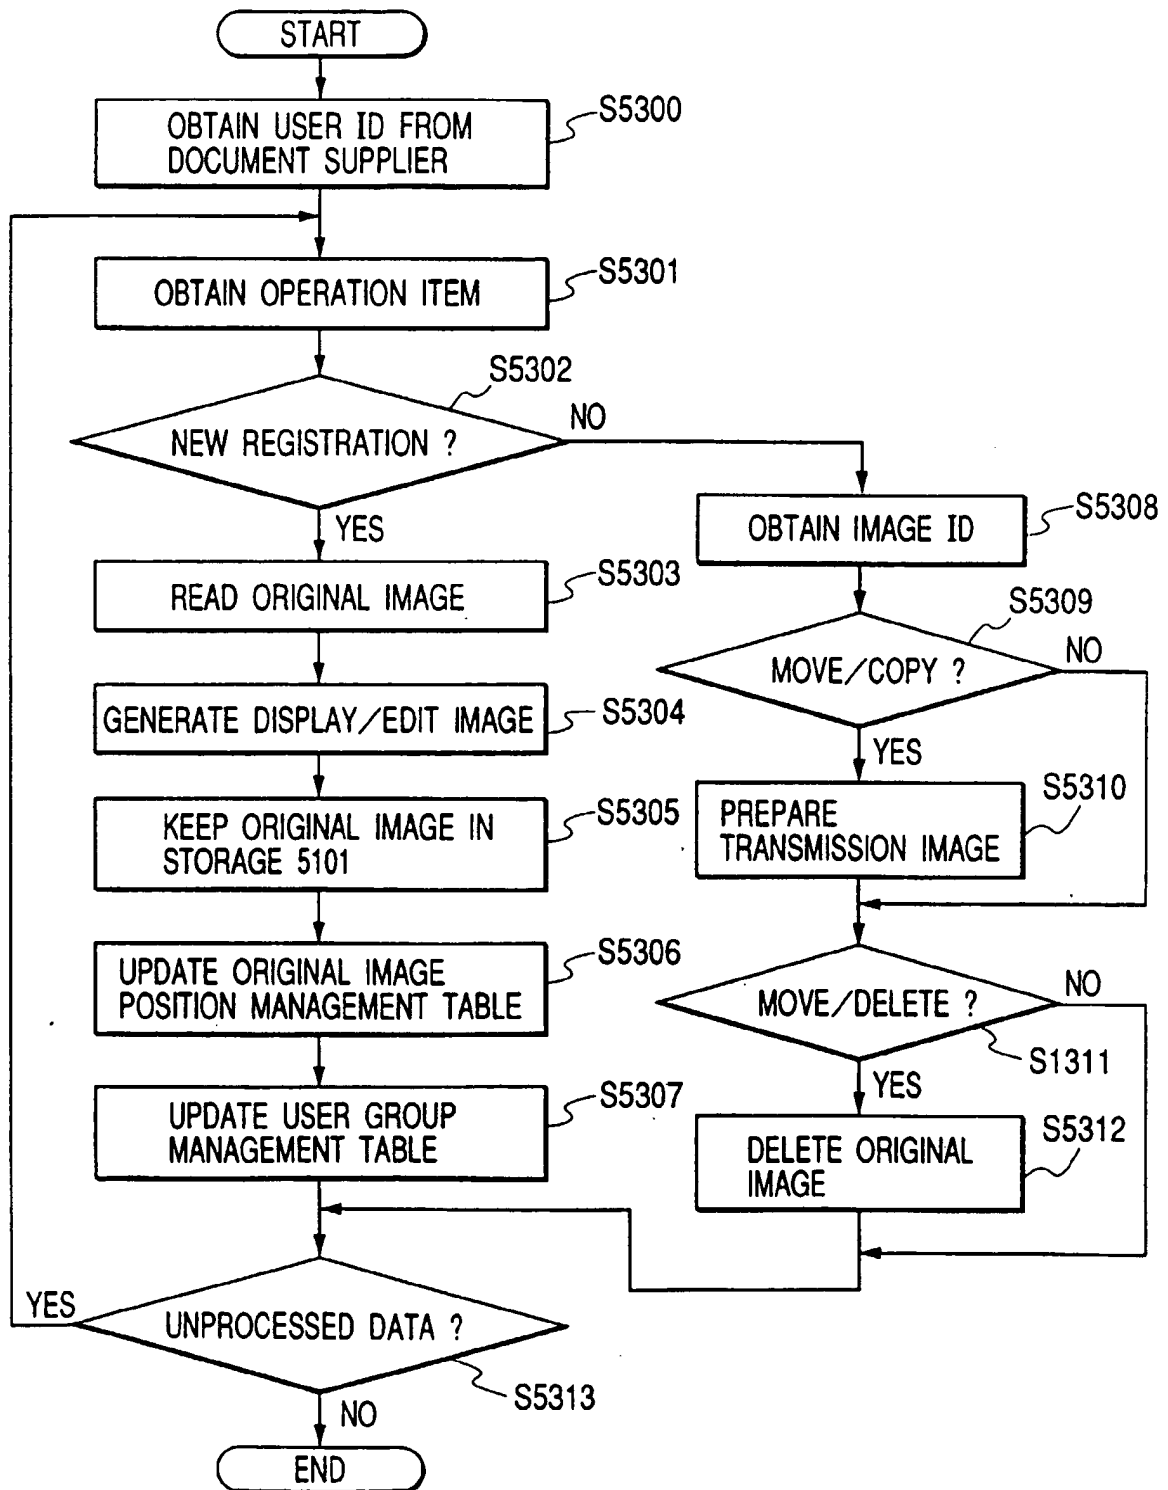 START
OBTAIN USER ID FROM
DOCUMENT SUPPLIER
S5300
OBTAIN OPERATION ITEM
S5301
NEW REGISTRATION ?
S5302
NO
YES
READ ORIGINAL IMAGE
S5303
GENERATE DISPLAY/EDIT IMAGE
S5304
KEEP ORIGINAL IMAGE IN
STORAGE 5101
S5305
UPDATE ORIGINAL IMAGE
POSITION MANAGEMENT TABLE
S5306
UPDATE USER GROUP
MANAGEMENT TABLE
S5307
OBTAIN IMAGE ID
S5308
MOVE/COPY ?
S5309
NO
YES
PREPARE
TRANSMISSION IMAGE
S5310
MOVE/DELETE ?
NO
S1311
YES
DELETE ORIGINAL
IMAGE
S5312
UNPROCESSED DATA ?
YES
S5313
NO
END